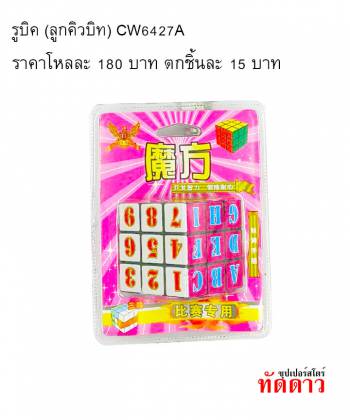 รูบิค (ลูกคิวบิท) CW6427A
ราคาโหลละ 180 บาท ตกชิ้นละ 15 บาท
魔方
9 8 7
6 5 4
3 2 1
I H G
F E D
C B A
比赛专用
ซุปเปอร์สโตร์
ทัดดาว